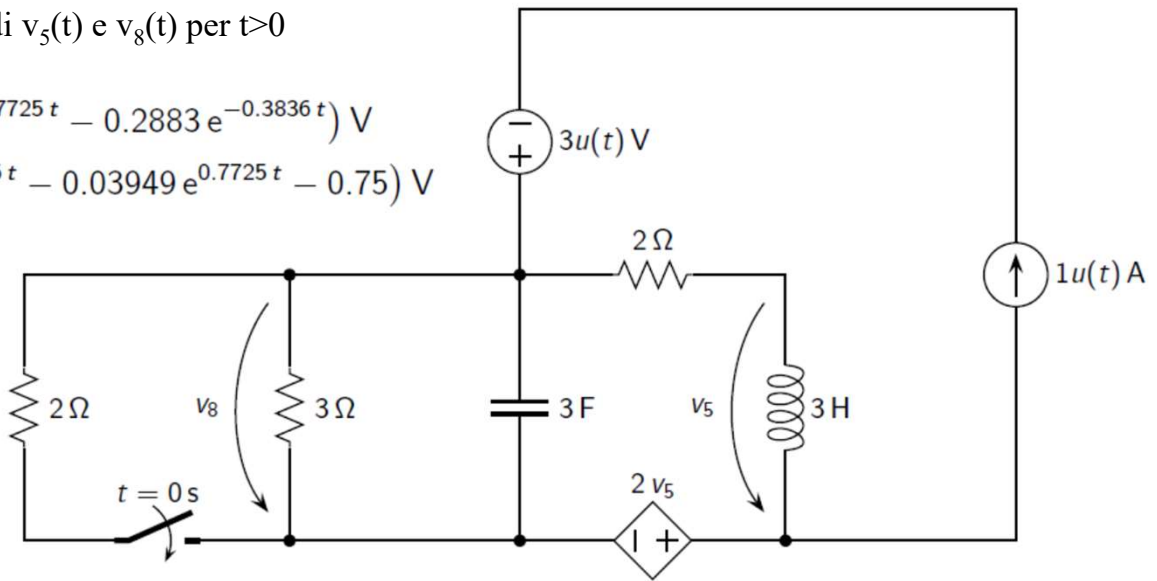 di v₅(t) e v₈(t) per t>0
7725 t − 0.2883 e^−0.3836 t) V
t − 0.03949 e^0.7725 t − 0.75) V
−
+
3u(t) V
2 Ω
1u(t) A
2 Ω
v₈
3 Ω
3 F
v₅
3 H
t = 0 s
2 v₅
− +